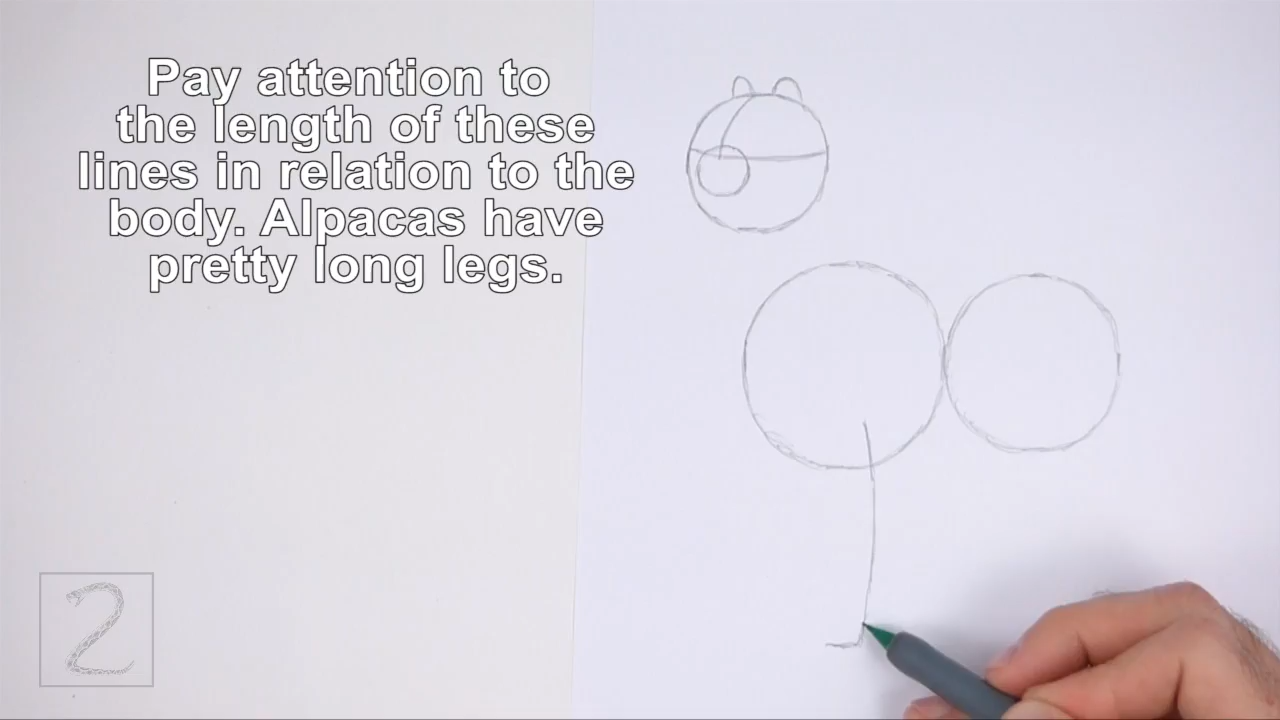 Pay attention to
the length of these
lines in relation to the
body. Alpacas have
pretty long legs.
2